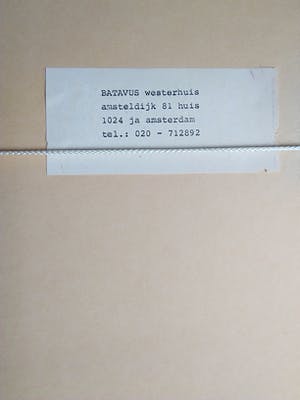 BATAVUS westerhuis
amsteldijk 81 huis
1024 ja amsterdam
tel.: 020 - 712892